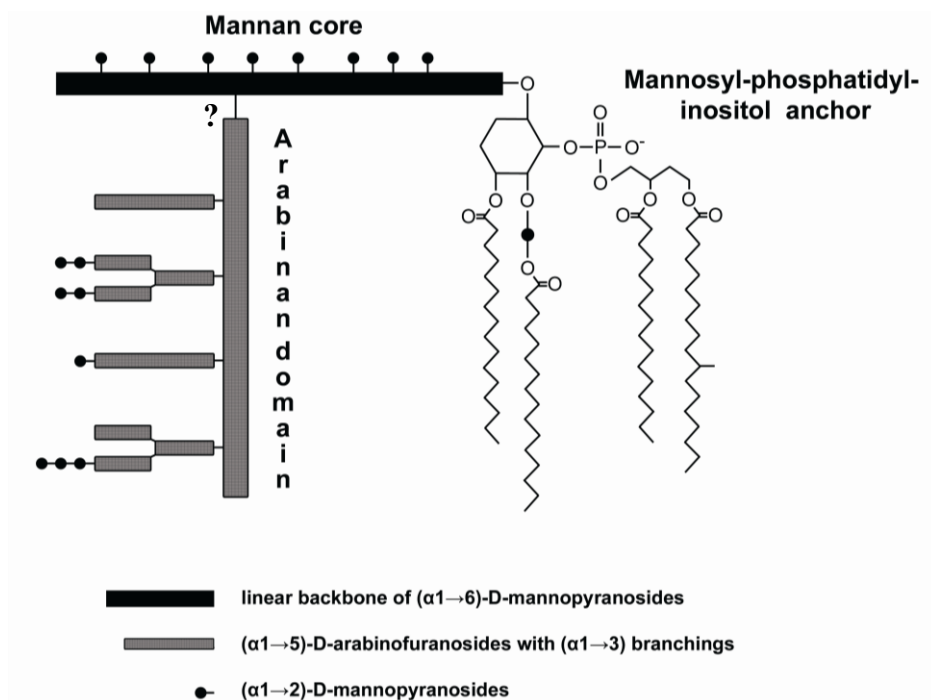 Mannan core
Mannosyl-phosphatidyl-
inositol anchor
?
Arabinan domain
O
O
O
P
O-
O
O
O
O
O
O
O
O
O
O
linear backbone of (α1→6)-D-mannopyranosides
(α1→5)-D-arabinofuranosides with (α1→3) branchings
(α1→2)-D-mannopyranosides